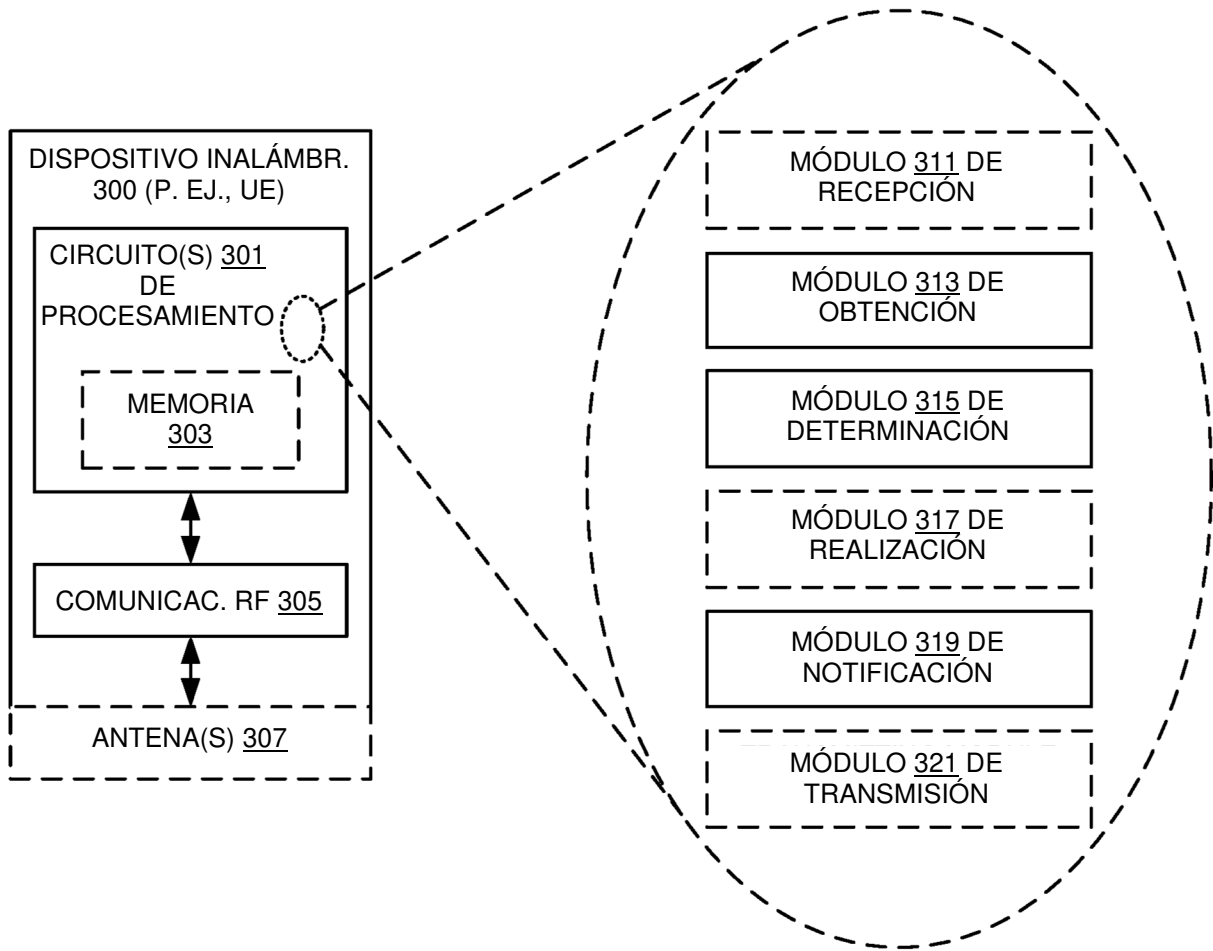 DISPOSITIVO INALÁMBR.
300 (P. EJ., UE)
CIRCUITO(S) 301
DE
PROCESAMIENTO
MEMORIA
303
COMUNICAC. RF 305
ANTENA(S) 307
MÓDULO 311 DE
RECEPCIÓN
MÓDULO 313 DE
OBTENCIÓN
MÓDULO 315 DE
DETERMINACIÓN
MÓDULO 317 DE
REALIZACIÓN
MÓDULO 319 DE
NOTIFICACIÓN
MÓDULO 321 DE
TRANSMISIÓN